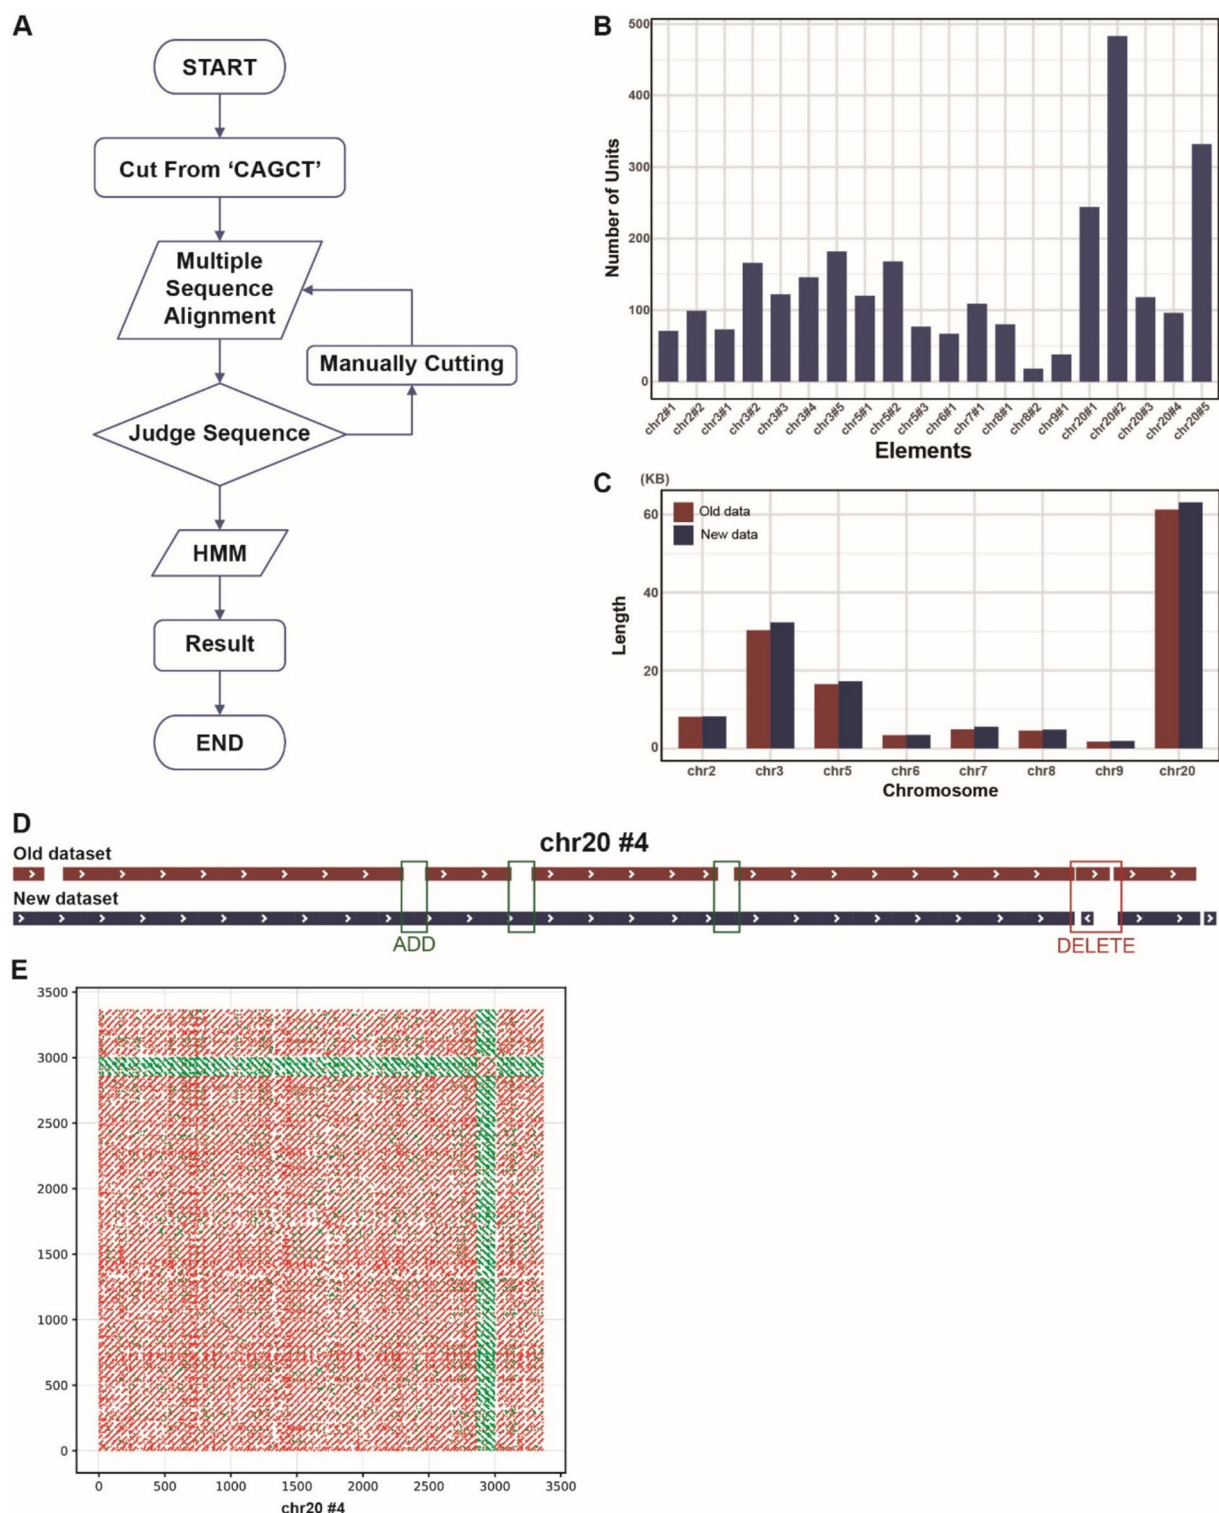 A
START
Cut From ‘CAGCT’
Multiple
Sequence
Alignment
Manually Cutting
Judge Sequence
HMM
Result
END
B
Number of Units
500
400
300
200
100
0
chr2#1
chr2#2
chr3#1
chr3#2
chr3#3
chr3#4
chr3#5
chr5#1
chr5#2
chr5#3
chr6#1
chr7#1
chr8#1
chr8#2
chr9#1
chr20#1
chr20#2
chr20#3
chr20#4
chr20#5
Elements
C
(KB)
Old data
New data
Length
60
40
20
0
chr2
chr3
chr5
chr6
chr7
chr8
chr9
chr20
Chromosome
D
chr20 #4
Old dataset
New dataset
ADD
DELETE
E
3500
3000
2500
2000
1500
1000
500
0
0
500
1000
1500
2000
2500
3000
3500
chr20 #4